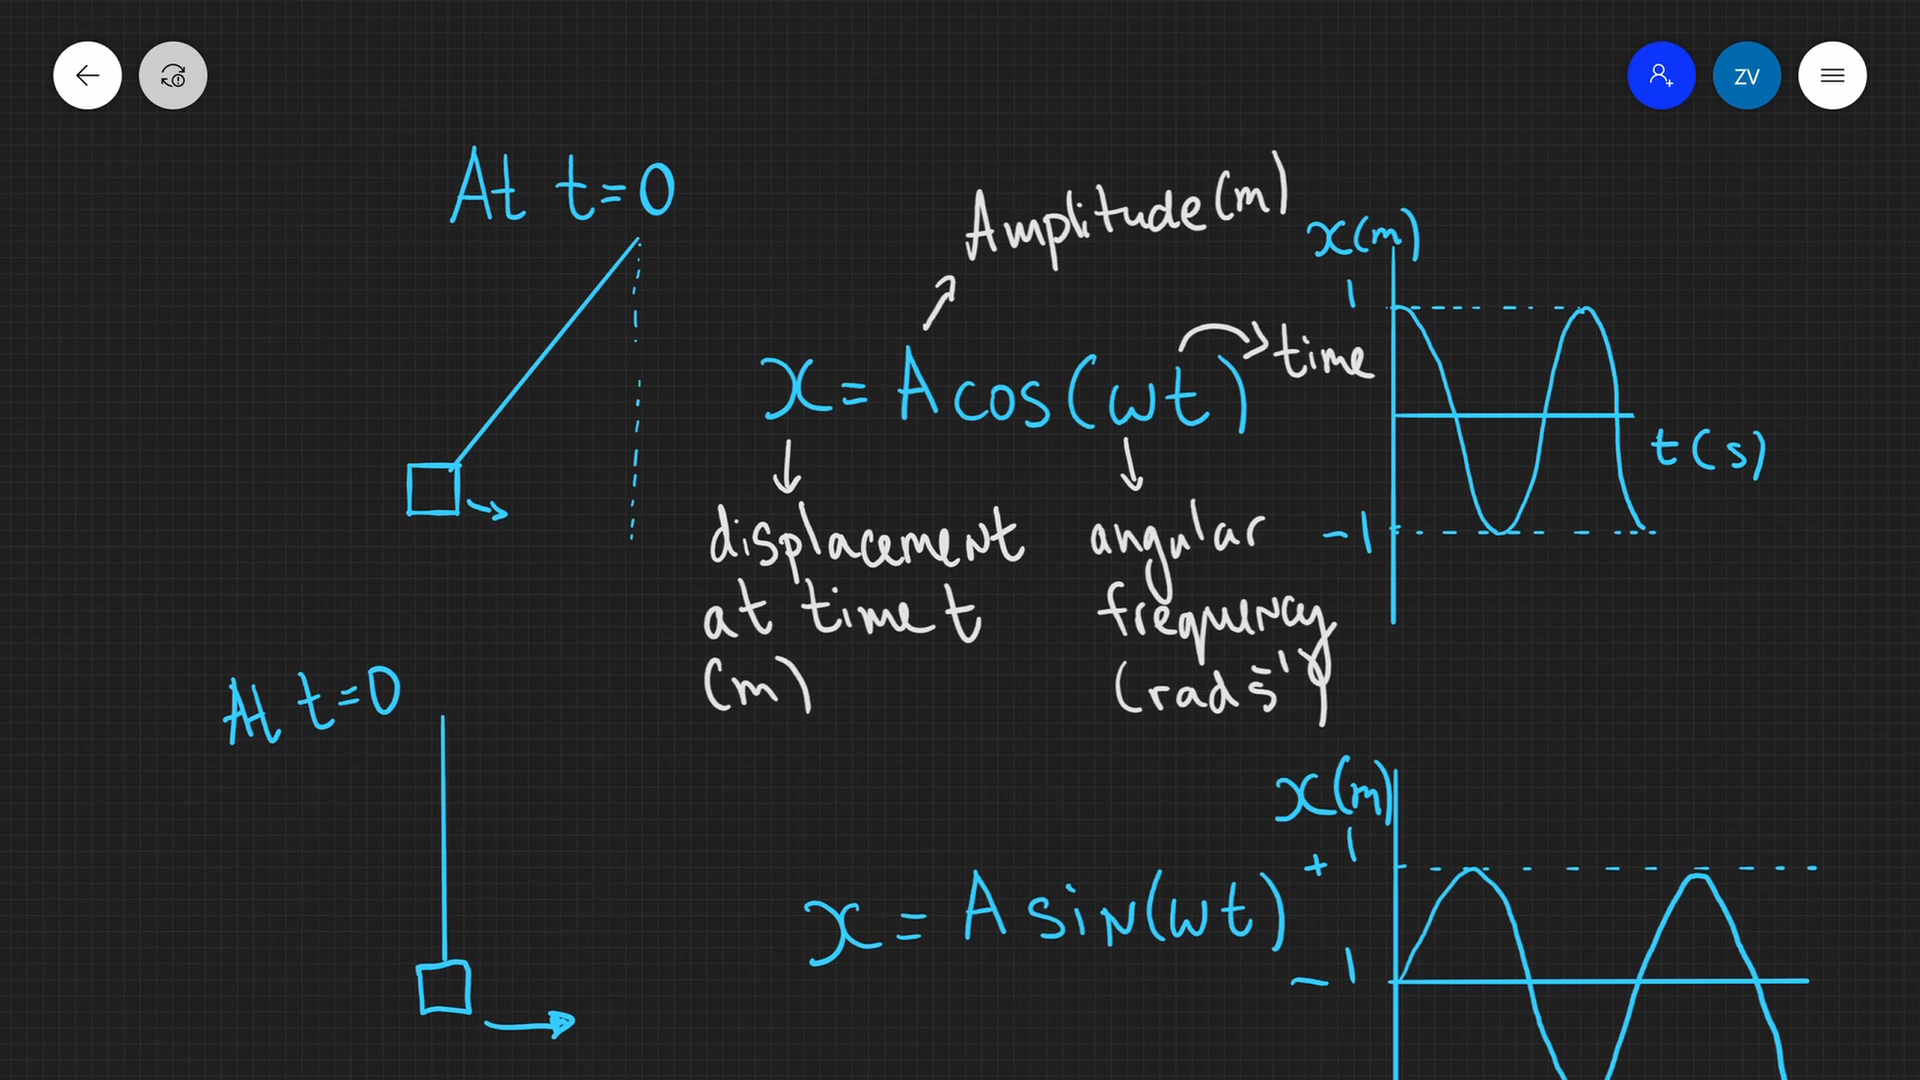 ZV
At t=0
Amplitude (m)
x(m)
1
x = A cos(ωt)
time
t(s)
-1
displacement
at time t
(m)
angular
frequency
(rad s⁻¹)
At t=0
x(m)
+1
x = A sin(ωt)
-1